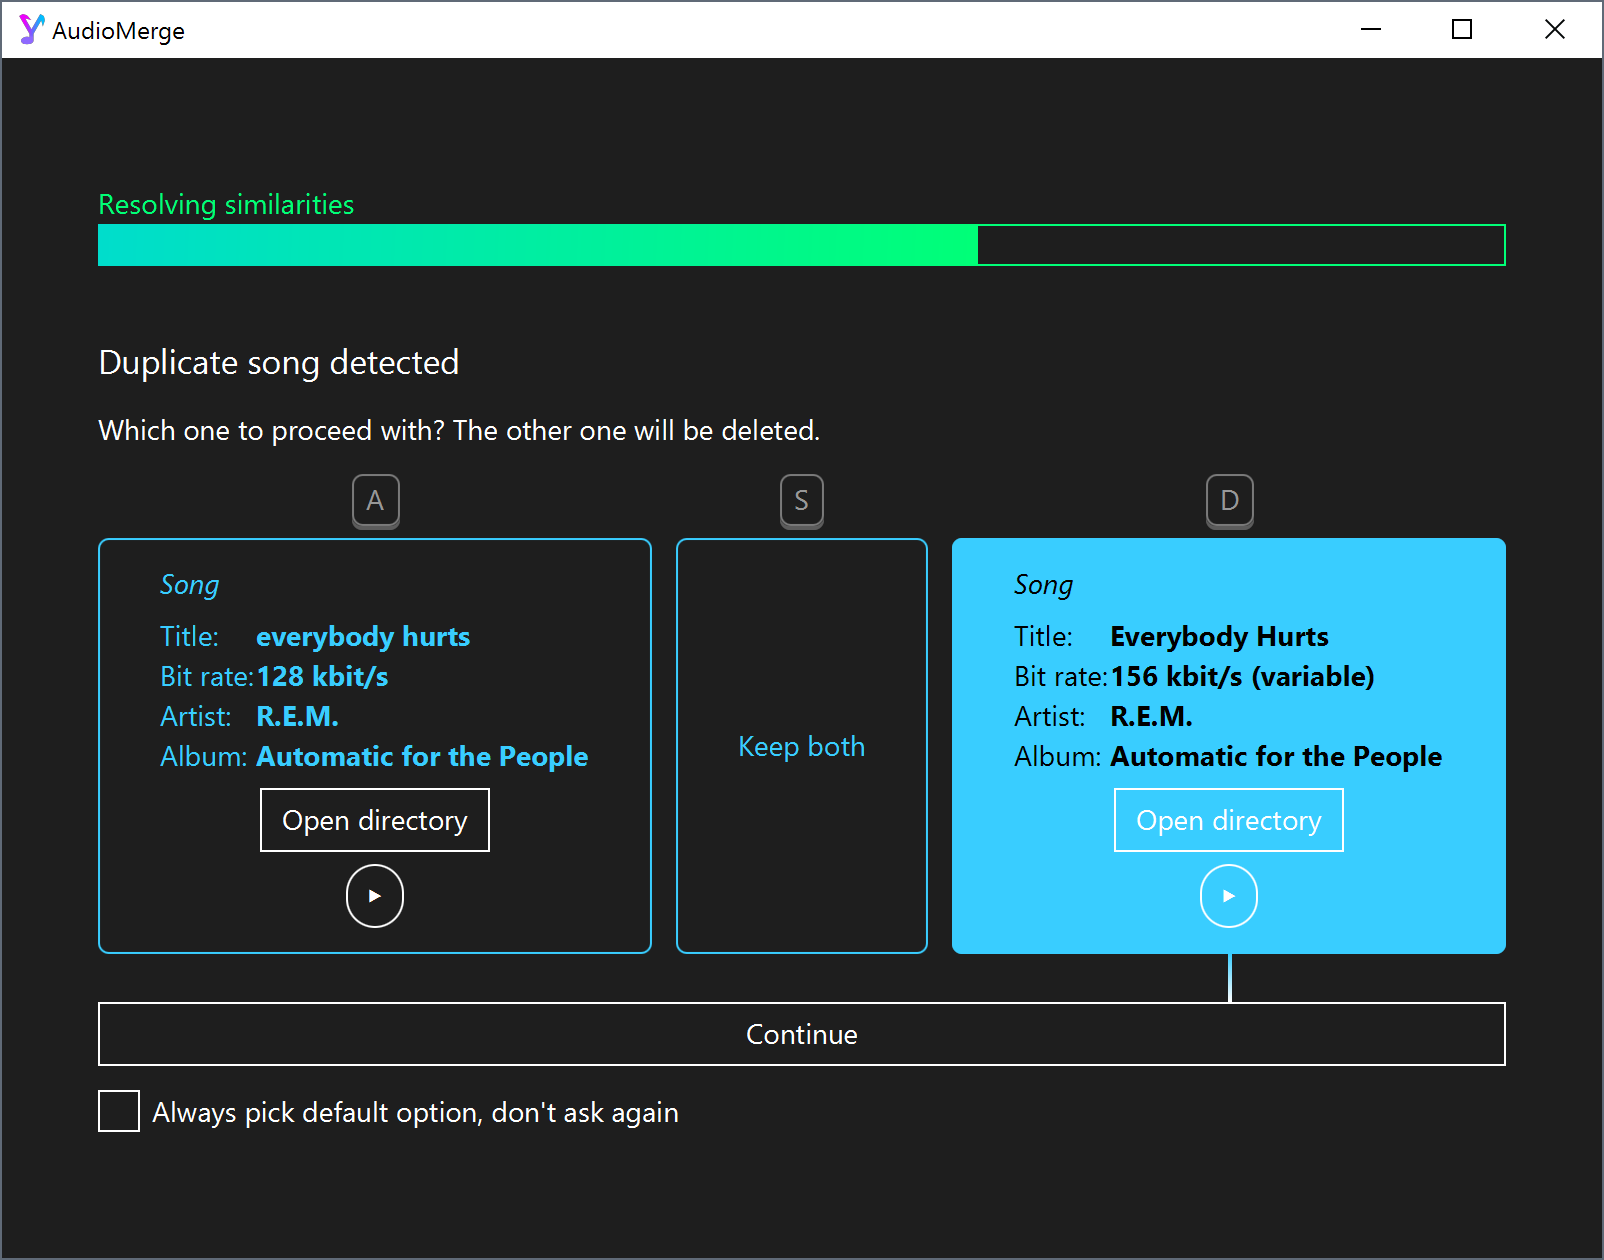 AudioMerge
Resolving similarities
Duplicate song detected
Which one to proceed with? The other one will be deleted.
A
S
D
Song
Title: everybody hurts
Bit rate: 128 kbit/s
Artist: R.E.M.
Album: Automatic for the People
Open directory
Keep both
Song
Title: Everybody Hurts
Bit rate: 156 kbit/s (variable)
Artist: R.E.M.
Album: Automatic for the People
Open directory
Continue
Always pick default option, don't ask again